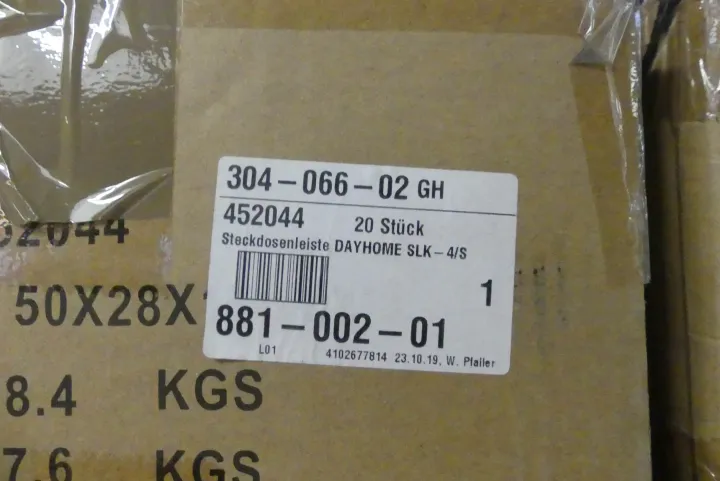 304-066-02 GH
452044 20 Stück
Steckdosenleiste DAYHOME SLK-4/S
1
881-002-01
L01 4102677814 23.10.19, W. Pfaller
52044
50X28X
8.4 KGS
7.6 KGS